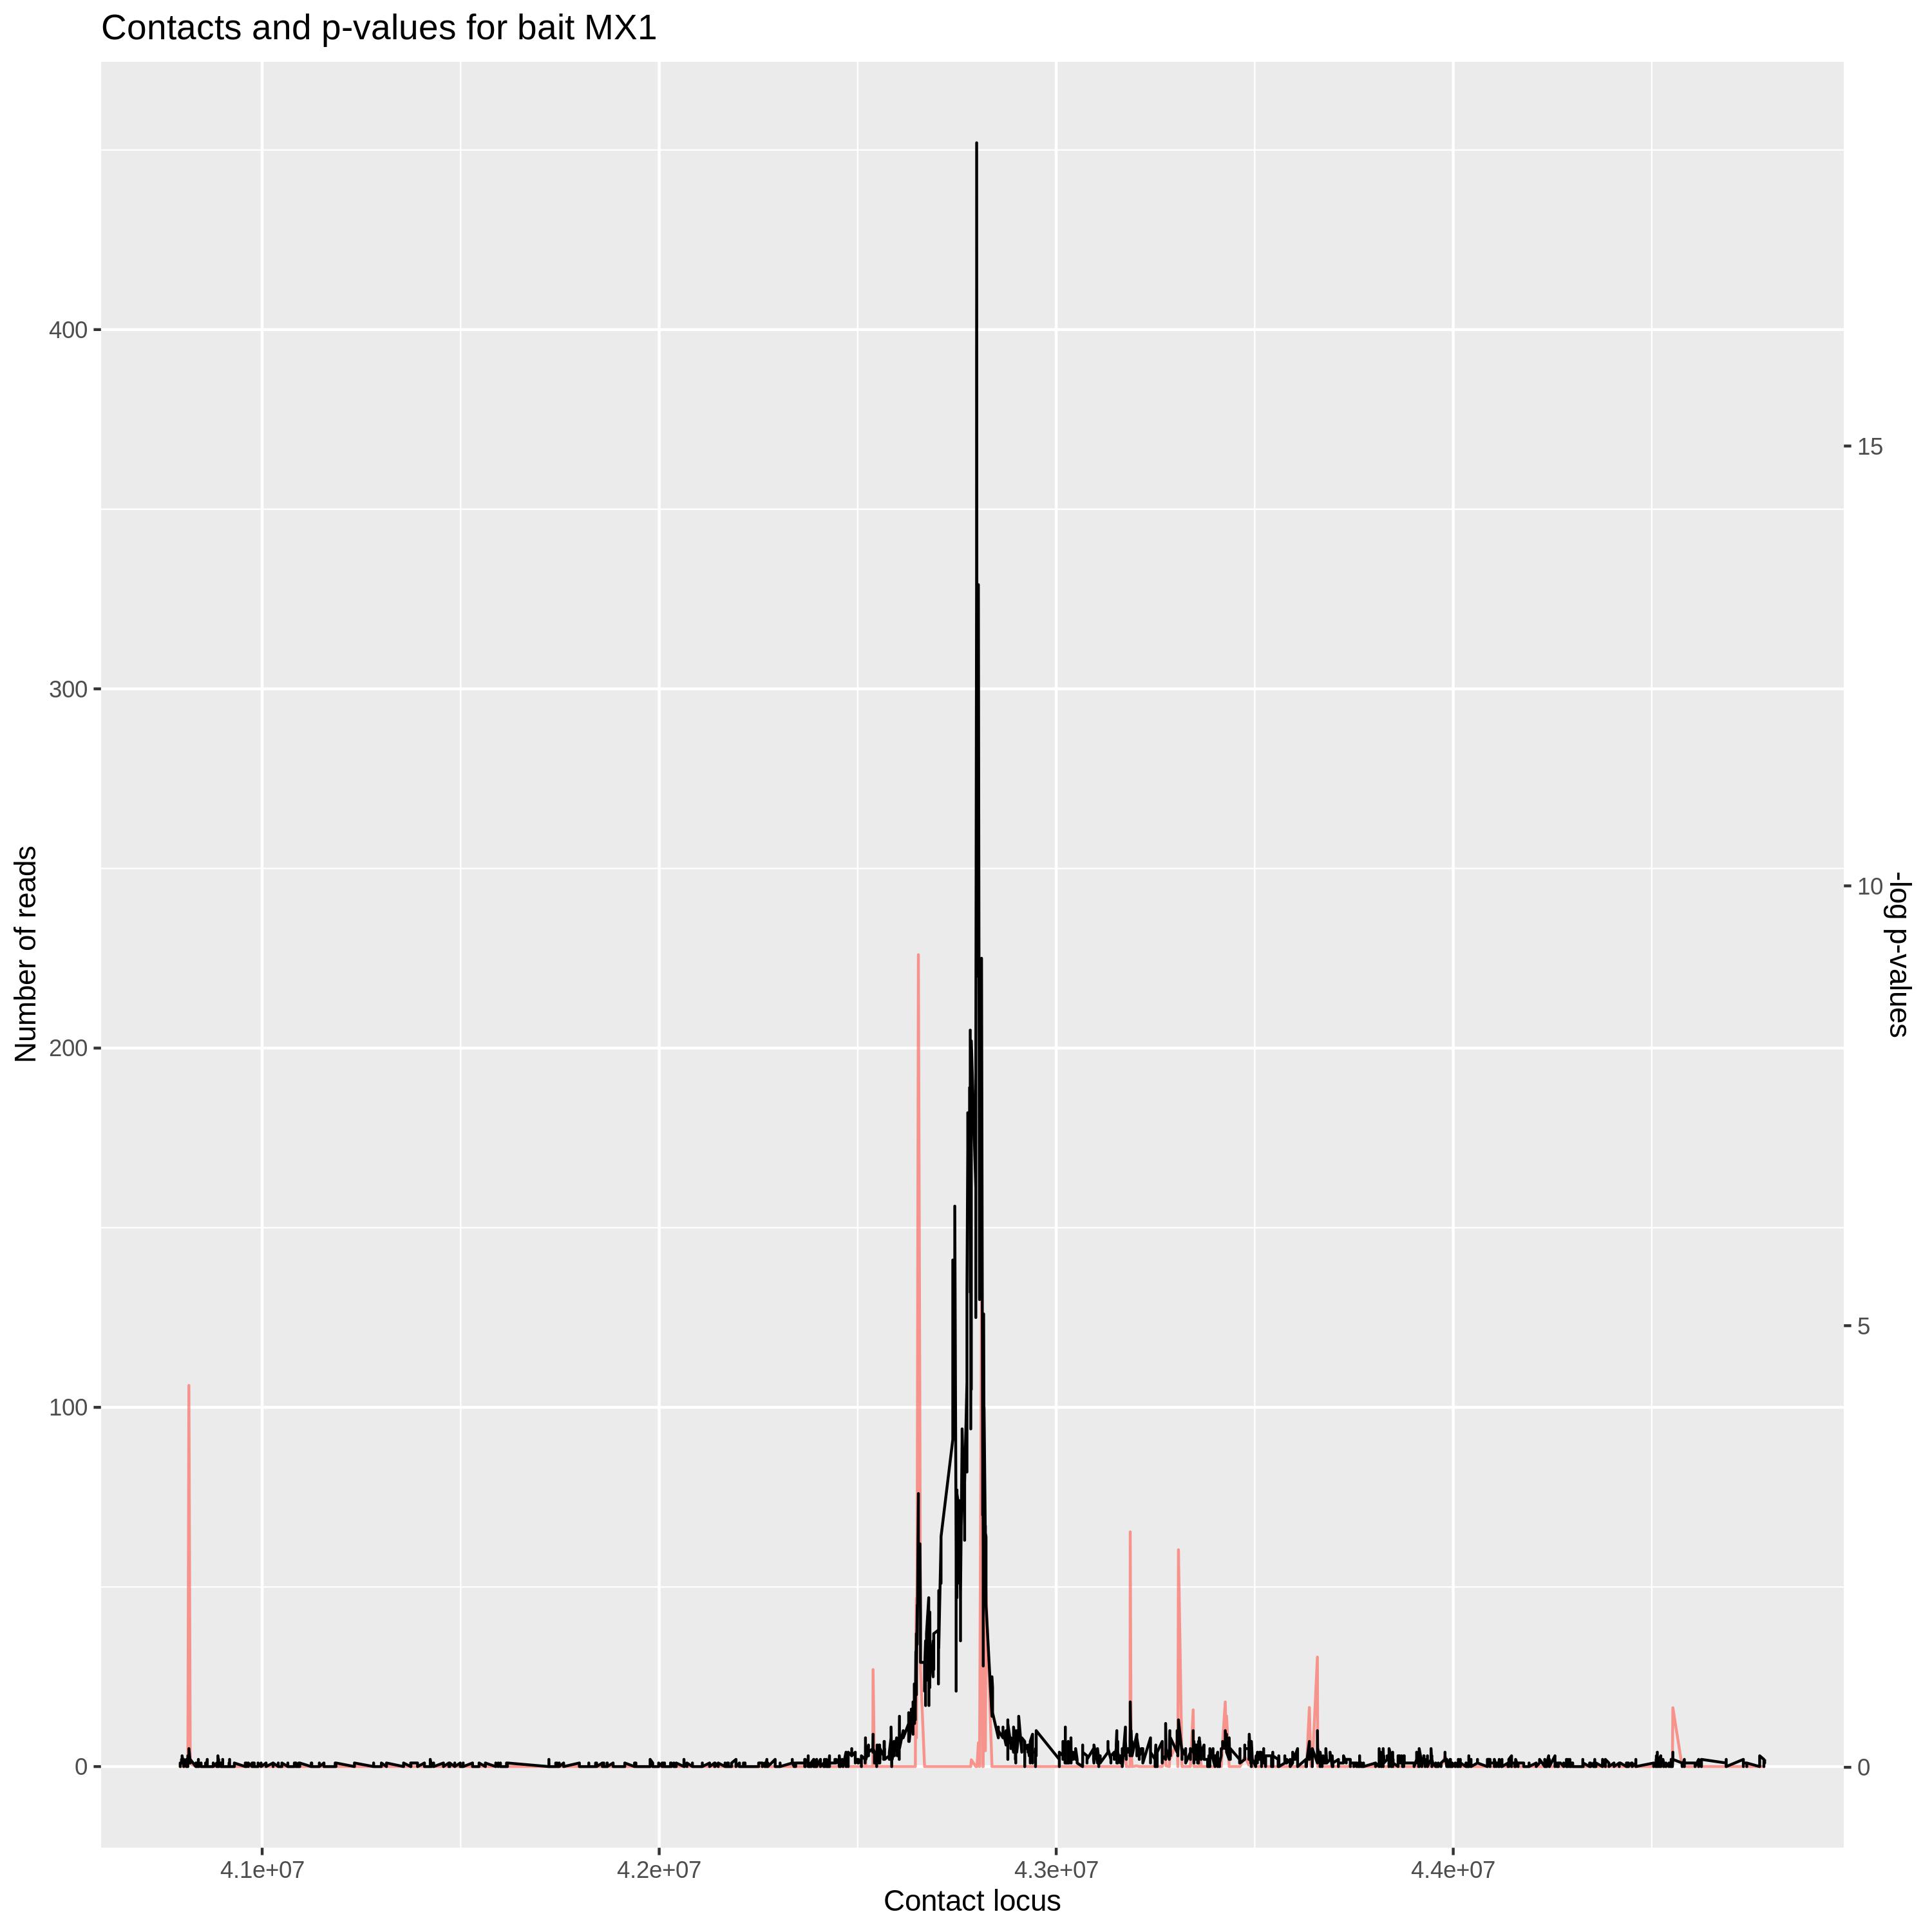 Contacts and p-values for bait MX1
Number of reads
400
300
200
100
0
15
10
5
0
-log p-values
4.1e+07
4.2e+07
4.3e+07
4.4e+07
Contact locus